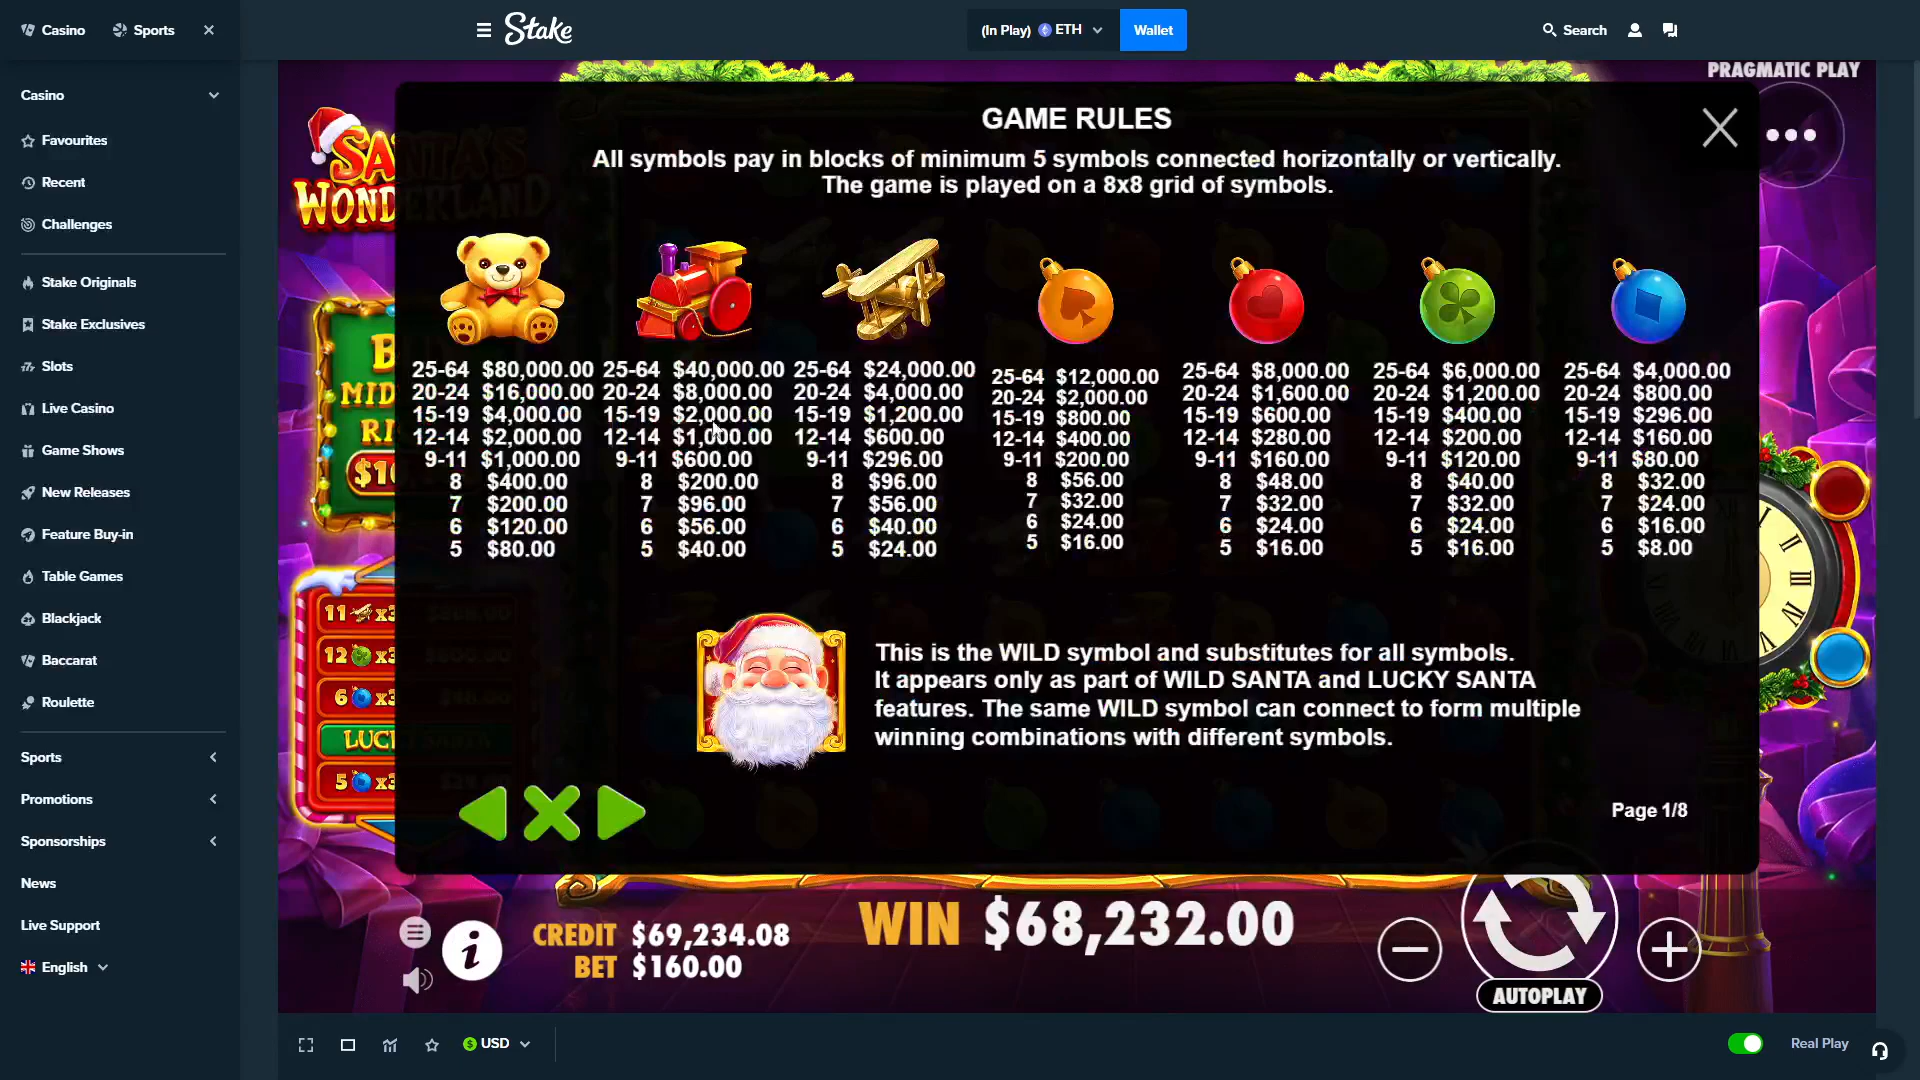 Casino
Sports
Stake
(In Play) ETH
Wallet
Search
Casino
Favourites
Recent
Challenges
Stake Originals
Stake Exclusives
Slots
Live Casino
Game Shows
New Releases
Feature Buy-in
Table Games
Blackjack
Baccarat
Roulette
Sports
Promotions
Sponsorships
News
Live Support
English
PRAGMATIC PLAY
SANTA'S
WONDERLAND
GAME RULES
All symbols pay in blocks of minimum 5 symbols connected horizontally or vertically.
The game is played on a 8x8 grid of symbols.
25-64 $80,000.00
20-24 $16,000.00
15-19 $4,000.00
12-14 $2,000.00
9-11 $1,000.00
8 $400.00
7 $200.00
6 $120.00
5 $80.00
25-64 $40,000.00
20-24 $8,000.00
15-19 $2,000.00
12-14 $1,000.00
9-11 $600.00
8 $200.00
7 $96.00
6 $56.00
5 $40.00
25-64 $24,000.00
20-24 $4,000.00
15-19 $1,200.00
12-14 $600.00
9-11 $296.00
8 $96.00
7 $56.00
6 $40.00
5 $24.00
25-64 $12,000.00
20-24 $2,000.00
15-19 $800.00
12-14 $400.00
9-11 $200.00
8 $56.00
7 $32.00
6 $24.00
5 $16.00
25-64 $8,000.00
20-24 $1,600.00
15-19 $600.00
12-14 $280.00
9-11 $160.00
8 $48.00
7 $32.00
6 $24.00
5 $16.00
25-64 $6,000.00
20-24 $1,200.00
15-19 $400.00
12-14 $200.00
9-11 $120.00
8 $40.00
7 $32.00
6 $24.00
5 $16.00
25-64 $4,000.00
20-24 $800.00
15-19 $296.00
12-14 $160.00
9-11 $80.00
8 $32.00
7 $24.00
6 $16.00
5 $8.00
This is the WILD symbol and substitutes for all symbols.
It appears only as part of WILD SANTA and LUCKY SANTA
features. The same WILD symbol can connect to form multiple
winning combinations with different symbols.
Page 1/8
11 x3
12 x3
6 x3
LUCKY SANTA
5 x3
CREDIT $69,234.08
BET $160.00
WIN $68,232.00
AUTOPLAY
USD
Real Play